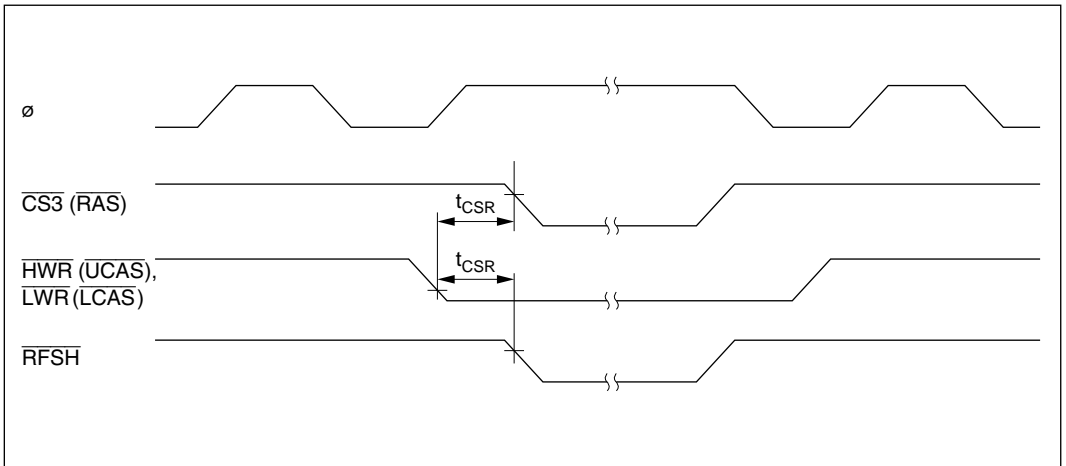 ø
CS3 (RAS)
tCSR
HWR (UCAS),
LWR (LCAS)
tCSR
RFSH